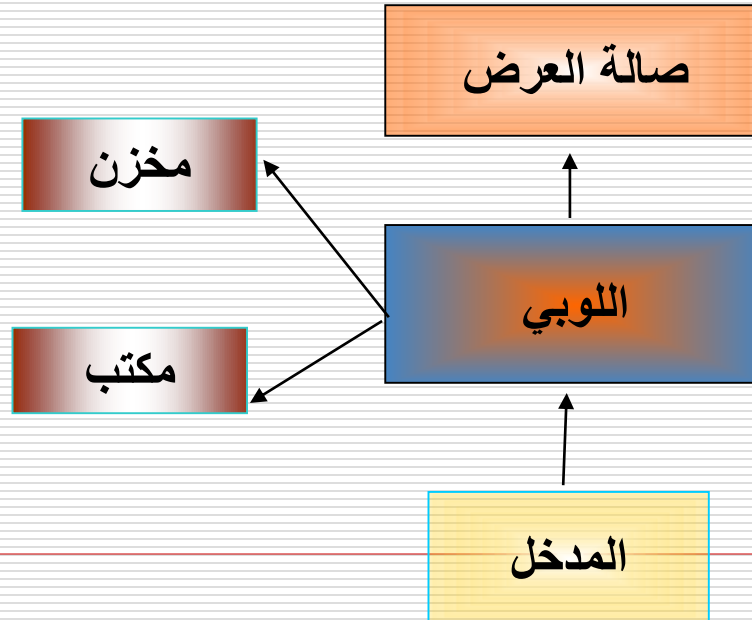 صالة العرض
مخزن
اللوبي
مكتب
المدخل